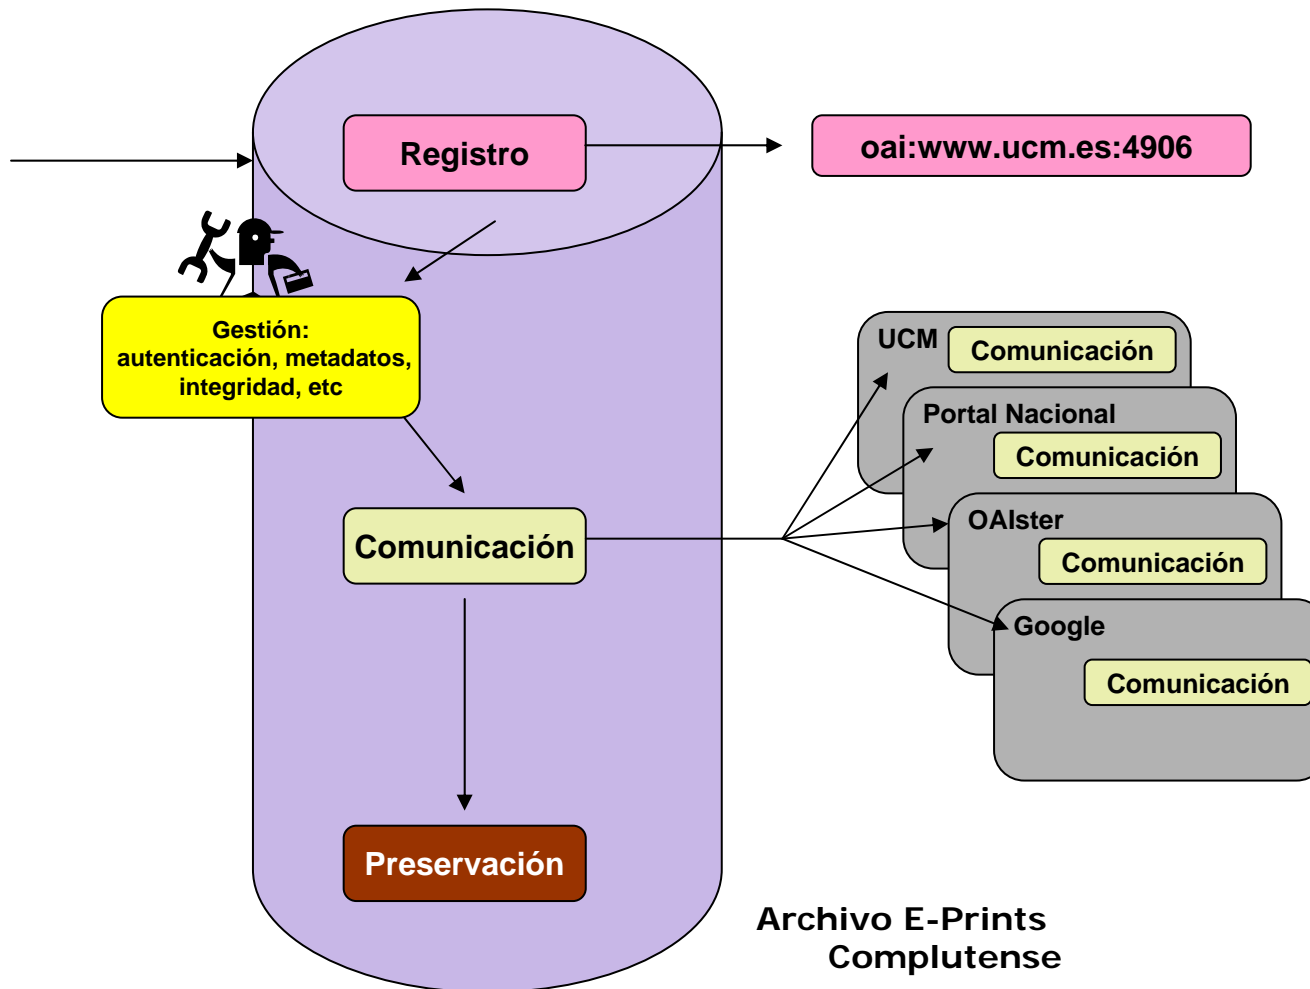 Registro
oai:www.ucm.es:4906
Gestión:
autenticación, metadatos,
integridad, etc
UCM
Comunicación
Portal Nacional
Comunicación
OAIster
Comunicación
Google
Comunicación
Comunicación
Preservación
Archivo E-Prints
Complutense